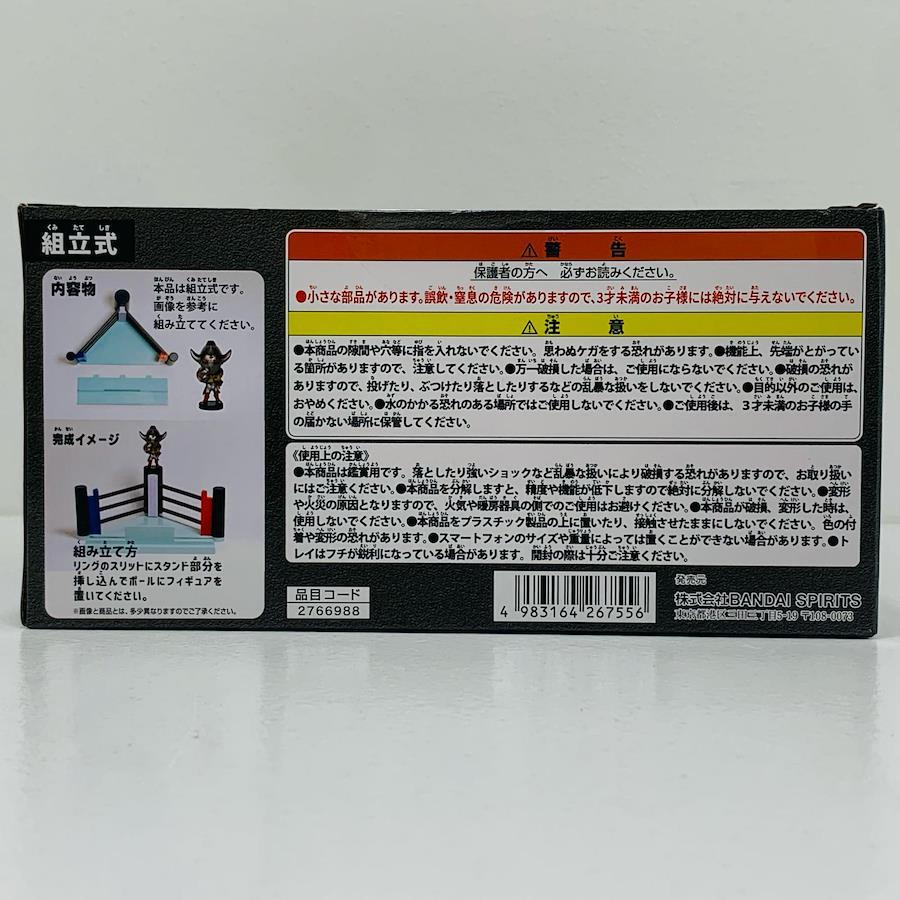 組立式
内容物
本品は組立式です。
画像を参考に
組み立ててください。
完成イメージ
組み立て方
リングのスリットにスタンド部分を
挿し込んでポールにフィギュアを
置いてください。
※画像と商品とは、多少異なりますのでご了承ください。
⚠警告
保護者の方へ 必ずお読みください。
●小さな部品があります。誤飲・窒息の危険がありますので、3才未満のお子様には絶対に与えないでください。
⚠注意
●本商品の隙間や穴等に指を入れないでください。思わぬケガをする恐れがあります。●機能上、先端がとがってい
る箇所がありますので、注意してください。●万一破損した場合は、ご使用にならないでください。●破損の恐れが
ありますので、投げたり、ぶつけたり落としたりするなどの乱暴な扱いをしないでください。●目的以外のご使用は、
おやめください。●水のかかる恐れのある場所ではご使用しないでください。●ご使用後は、3才未満のお子様の手
の届かない場所に保管してください。
《使用上の注意》
●本商品は鑑賞用です。落としたり強いショックなど乱暴な扱いにより破損する恐れがありますので、お取り扱い
にはご注意ください。●本商品を分解しますと、精度や機能が低下しますので絶対に分解しないでください。●変形
や火災の原因となりますので、火気や暖房器具の側でのご使用はお避けください。●本商品が破損、変形した時は、
使用しないでください。●本商品をプラスチック製品の上に置いたり、接触させたままにしないでください。色の付
着や変形の恐れがあります。●スマートフォンのサイズや重量によっては置くことができない場合があります。●ト
レイはフチが鋭利になっている場合があります。開封の際は十分ご注意ください。
品目コード
2766988
4 983164 267556
発売元
株式会社BANDAI SPIRITS
東京都港区三田三丁目5-19 〒108-0073